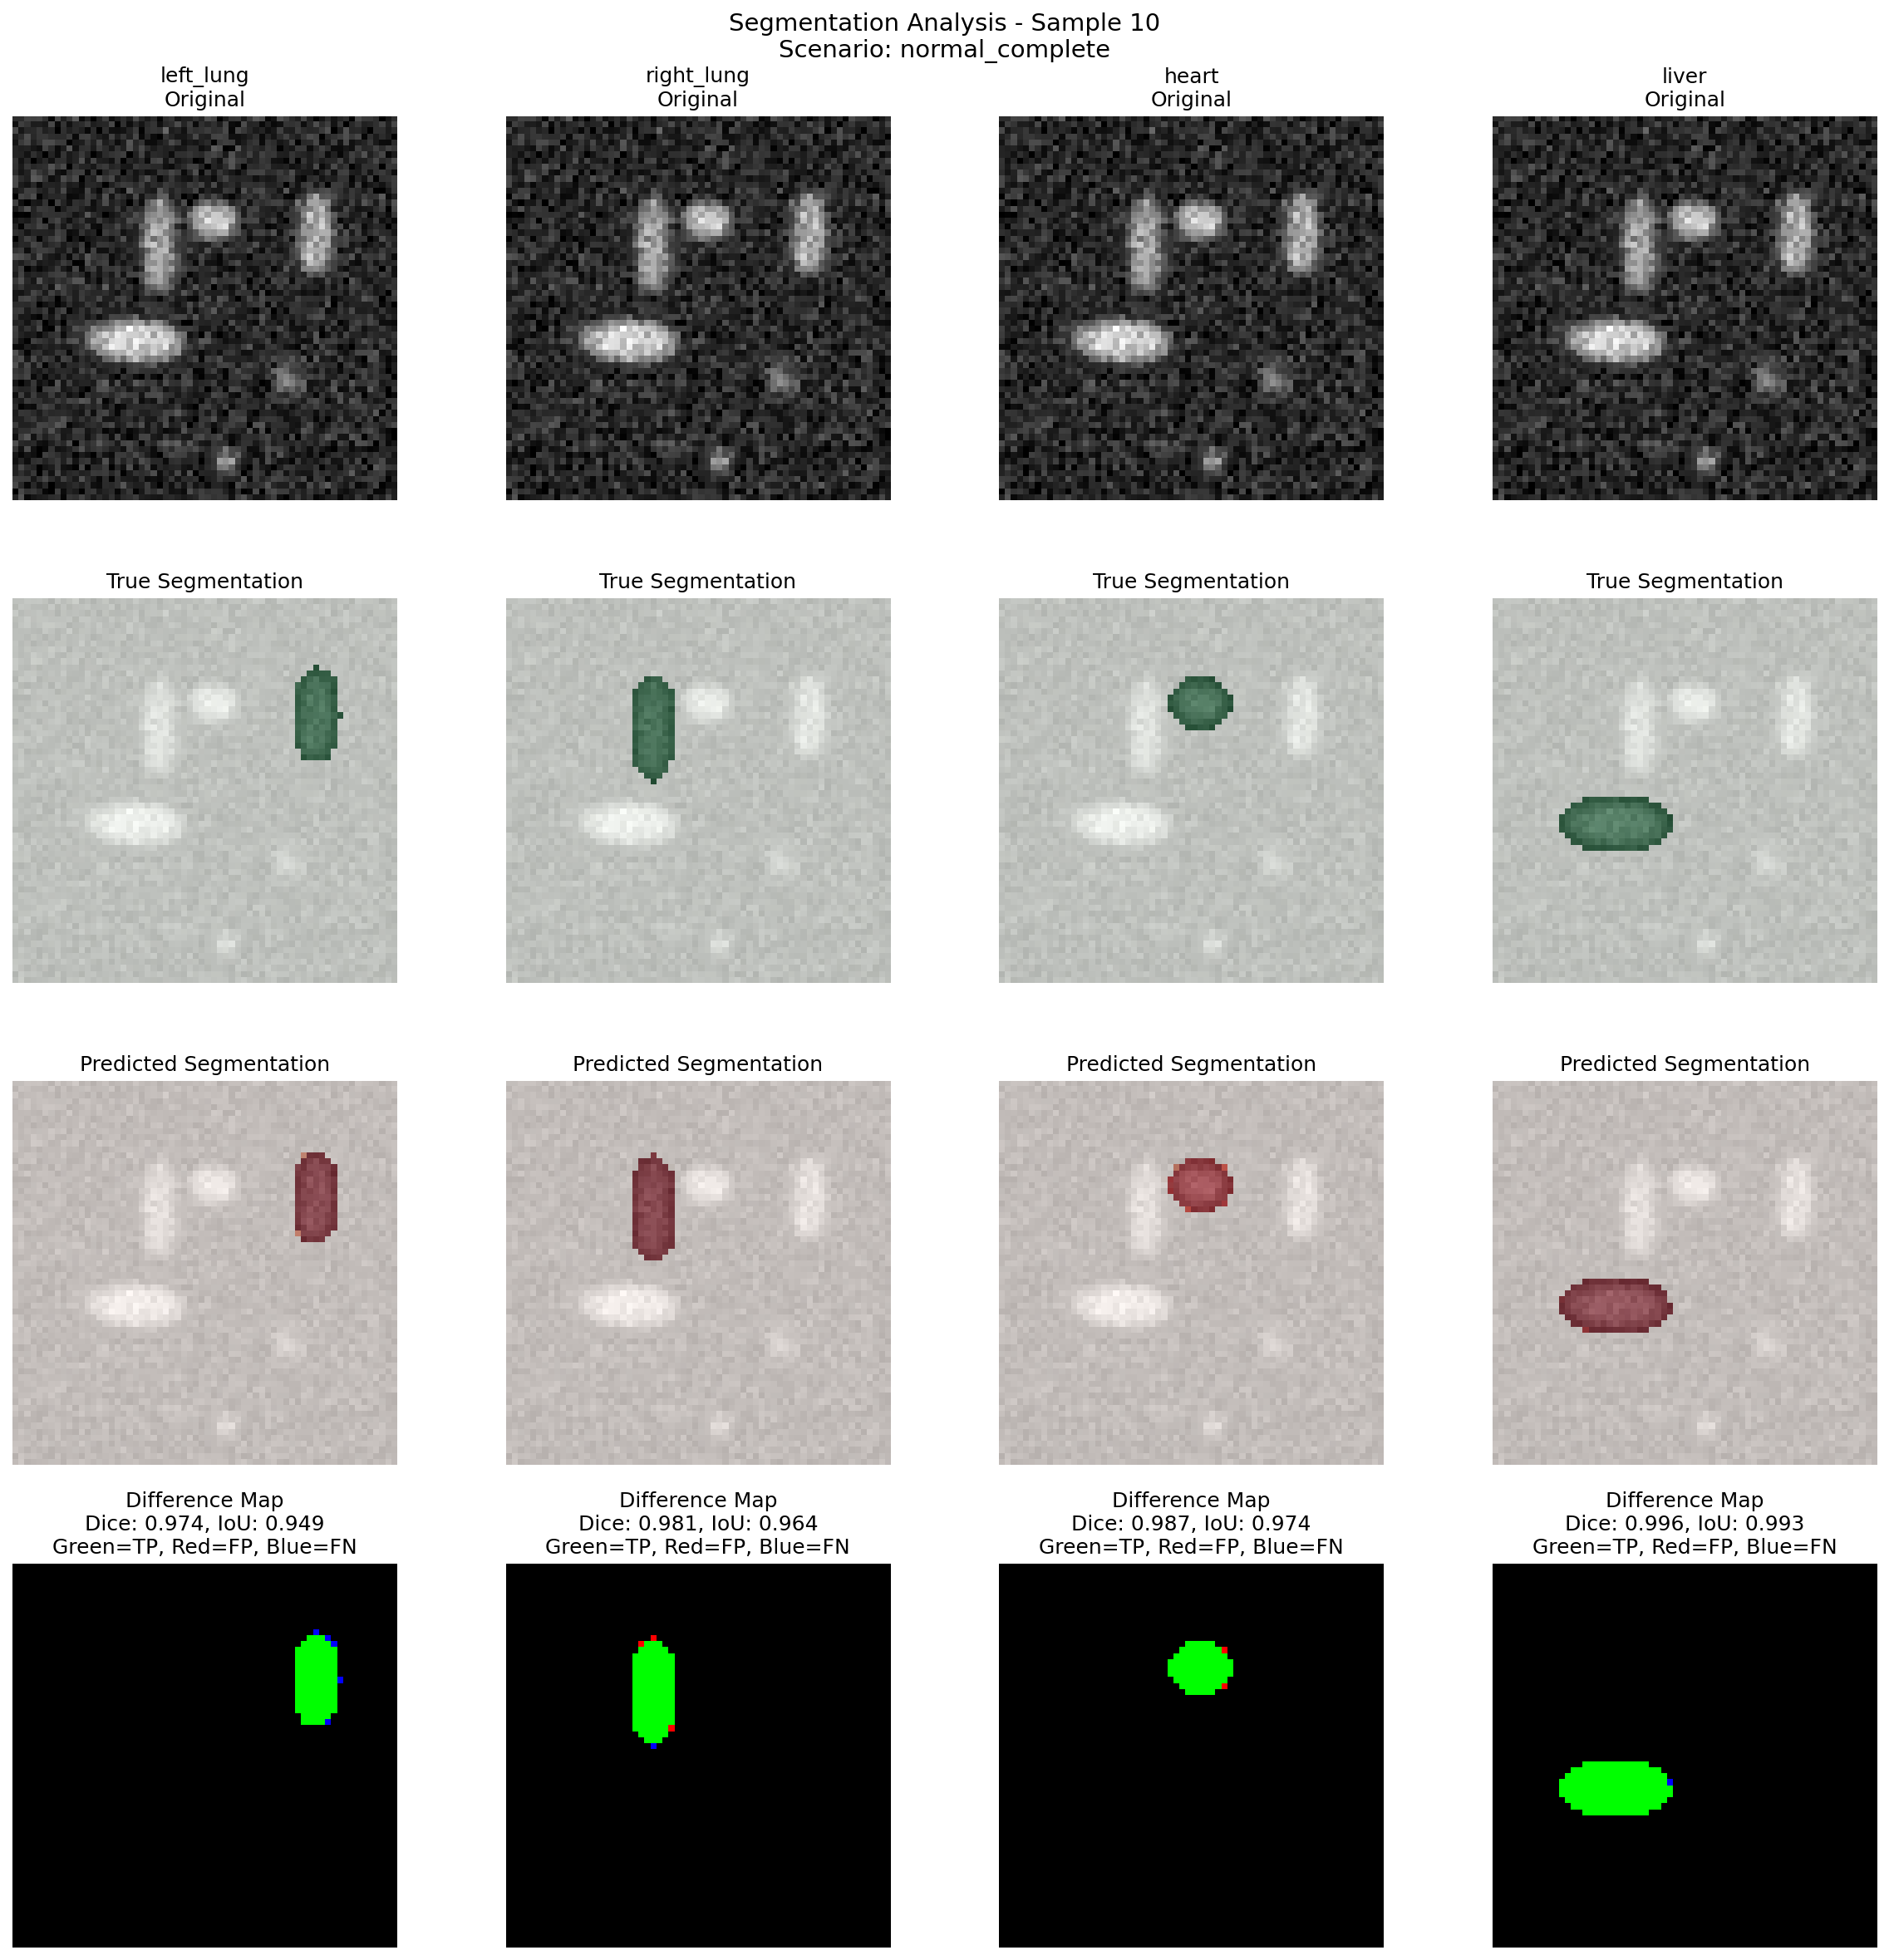 Segmentation Analysis - Sample 10
Scenario: normal_complete
left_lung
Original
right_lung
Original
heart
Original
liver
Original
True Segmentation
True Segmentation
True Segmentation
True Segmentation
Predicted Segmentation
Predicted Segmentation
Predicted Segmentation
Predicted Segmentation
Difference Map
Dice: 0.974, IoU: 0.949
Green=TP, Red=FP, Blue=FN
Difference Map
Dice: 0.981, IoU: 0.964
Green=TP, Red=FP, Blue=FN
Difference Map
Dice: 0.987, IoU: 0.974
Green=TP, Red=FP, Blue=FN
Difference Map
Dice: 0.996, IoU: 0.993
Green=TP, Red=FP, Blue=FN